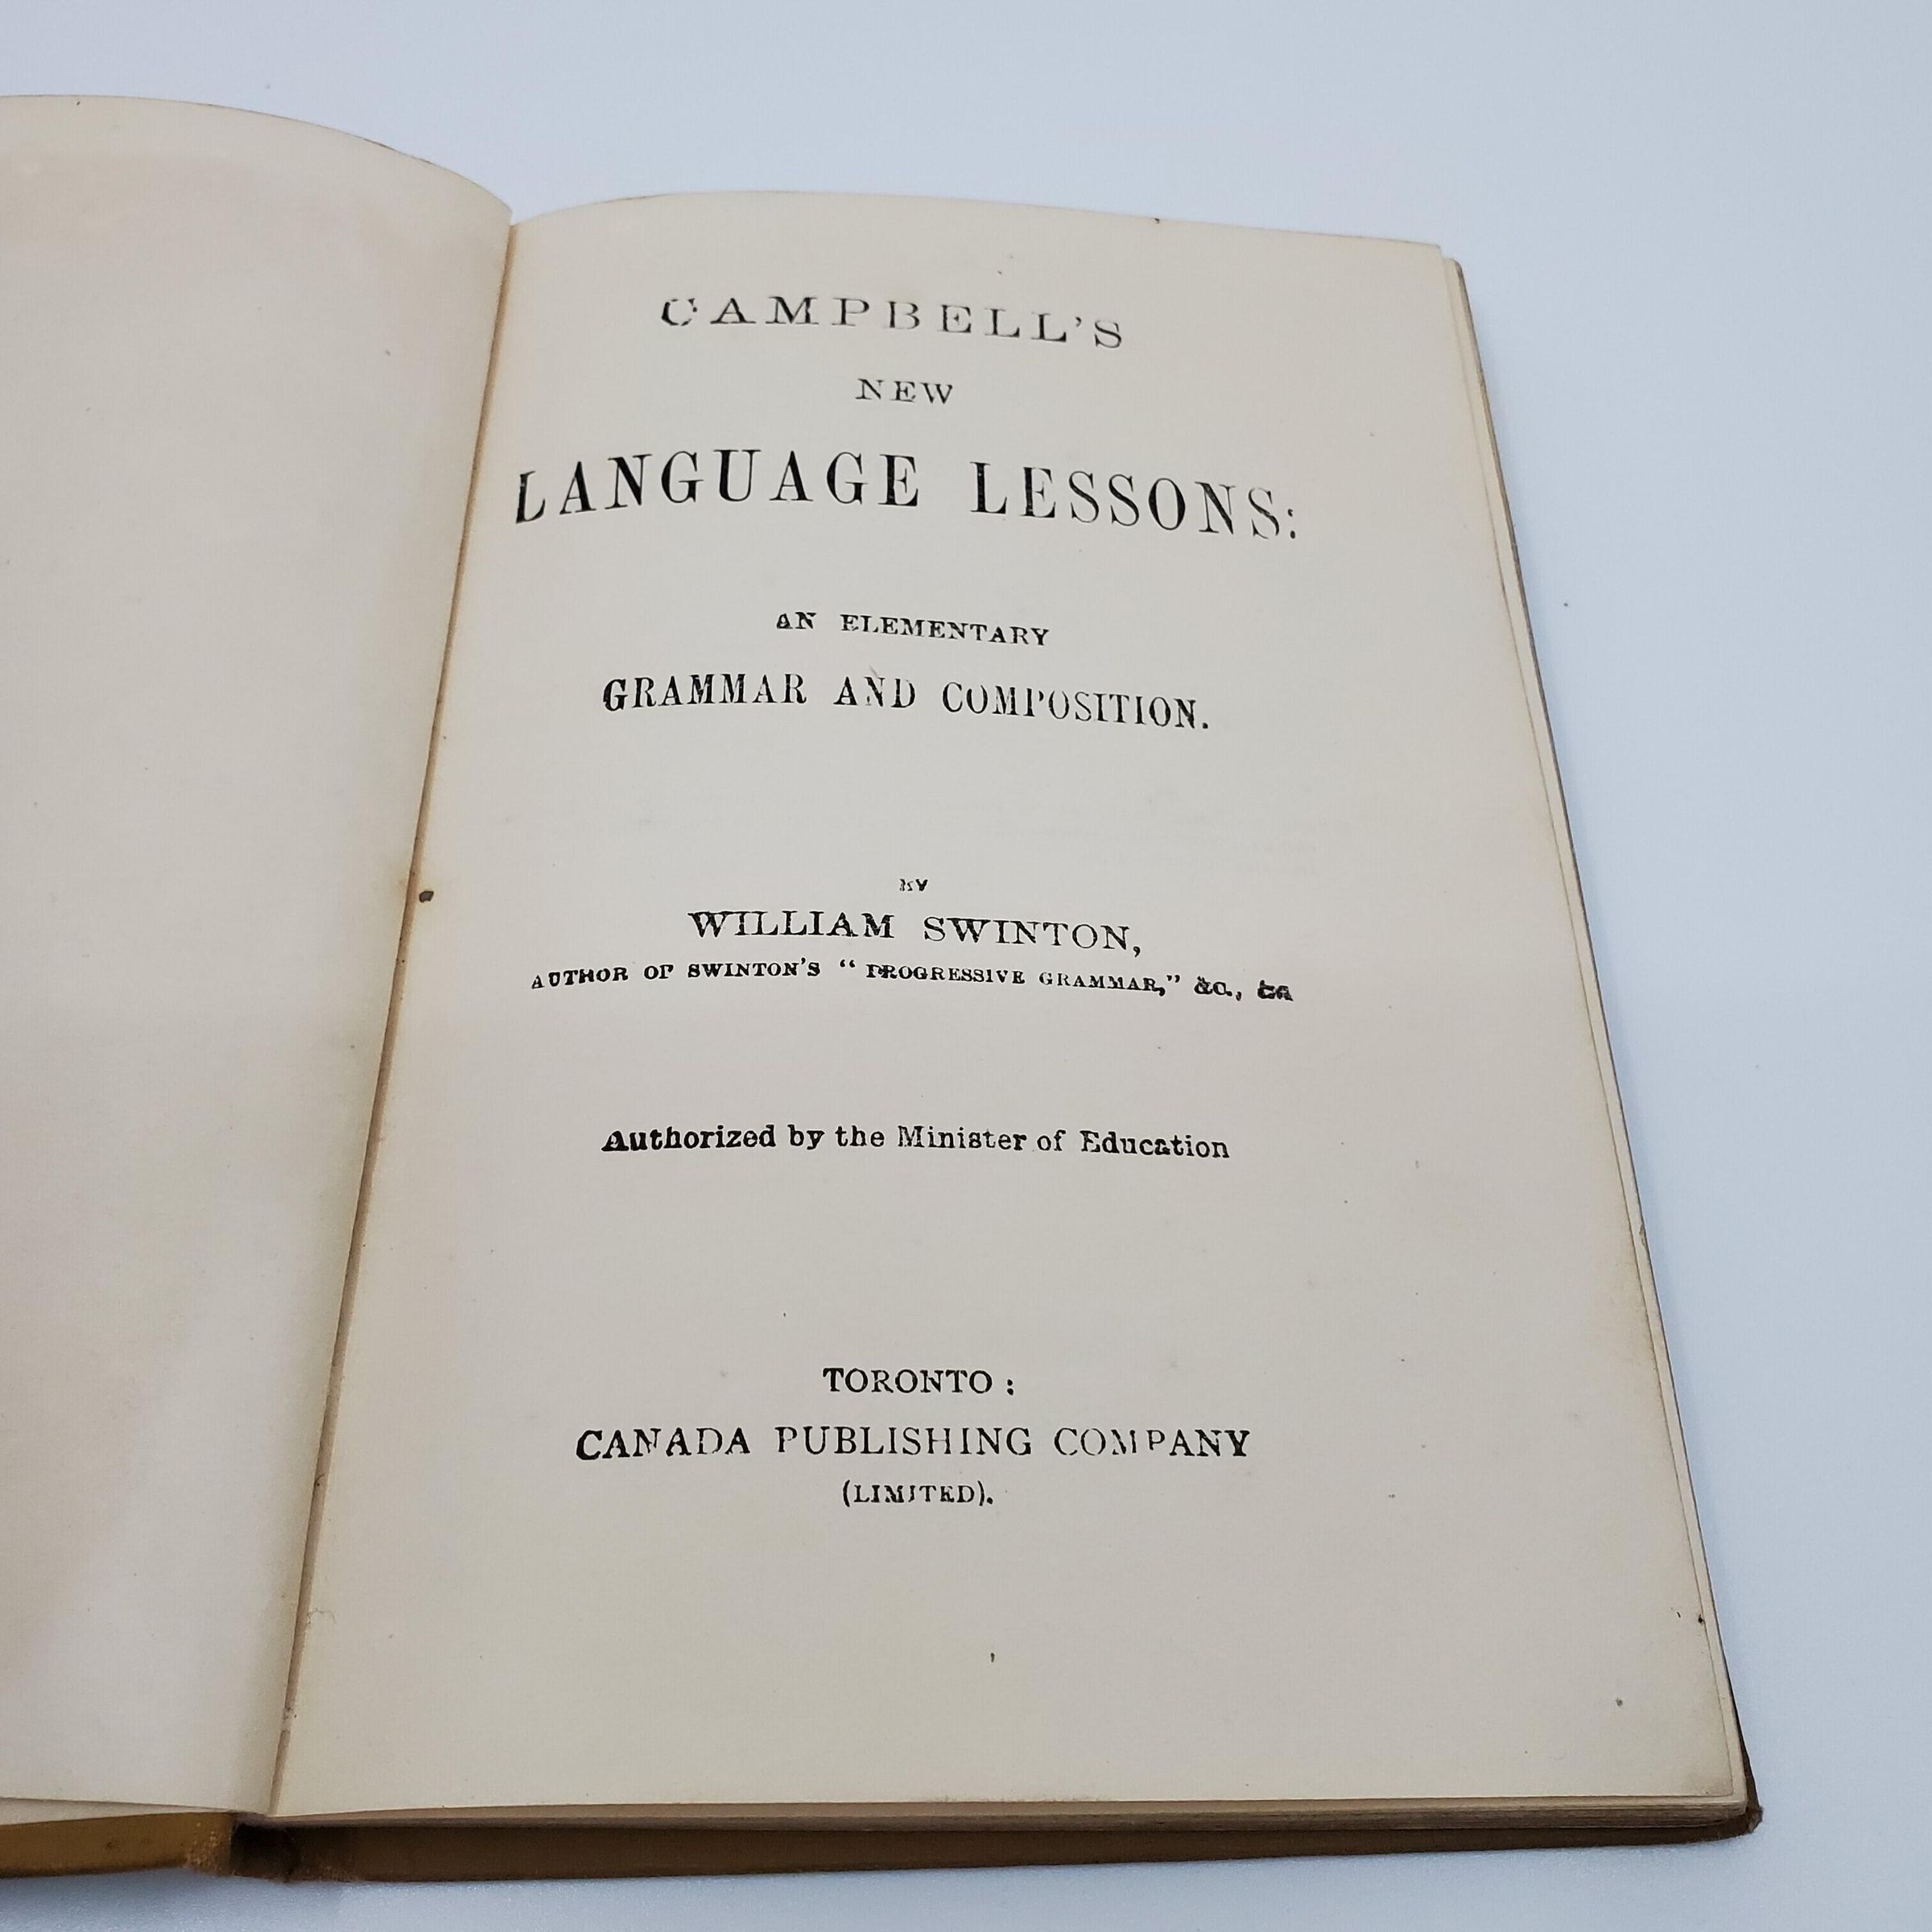 CAMPBELL'S
NEW
LANGUAGE LESSONS:
AN ELEMENTARY
GRAMMAR AND COMPOSITION.
BY
WILLIAM SWINTON,
AUTHOR OF SWINTON'S “ PROGRESSIVE GRAMMAR,” &c., &c.
Authorized by the Minister of Education
TORONTO :
CANADA PUBLISHING COMPANY
(LIMITED).